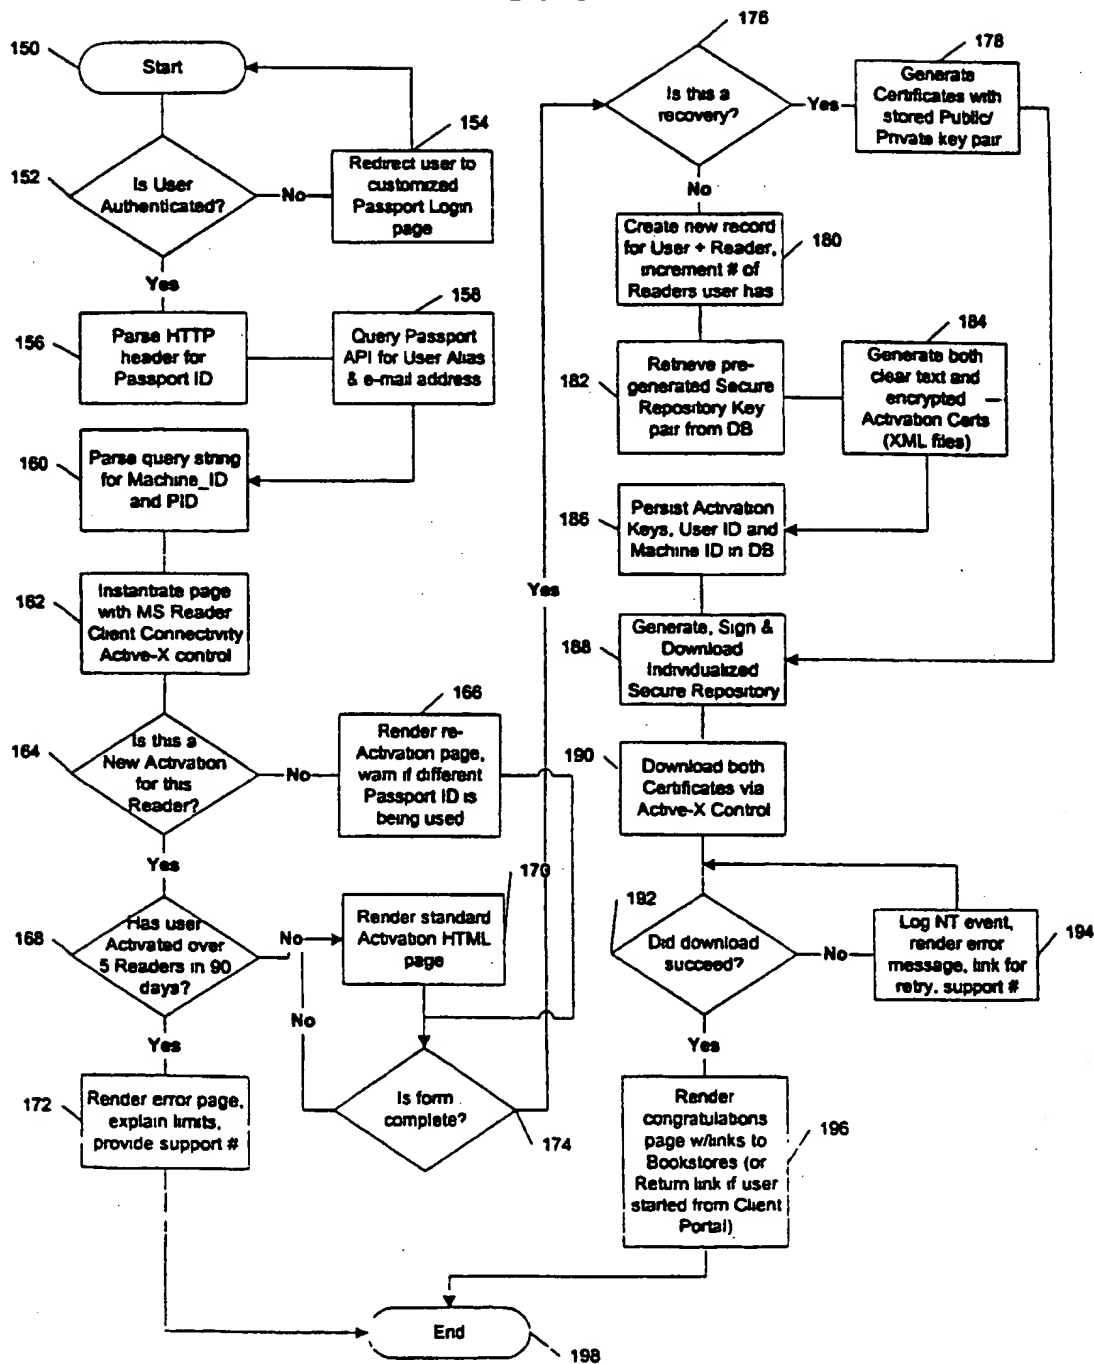 150
Start
154
Redirect user to
customized
Passport Login
page
152
Is User
Authenticated?
No
Yes
156
Parse HTTP
header for
Passport ID
158
Query Passport
API for User Alias
& e-mail address
160
Parse query string
for Machine_ID
and PID
162
Instantiate page
with MS Reader
Client Connectivity
Active-X control
164
Is this a
New Activation
for this
Reader?
No
166
Render re-
Activation page,
warn if different
Passport ID is
being used
Yes
168
Has user
Activated over
5 Readers in 90
days?
No
170
Render standard
Activation HTML
page
No
Yes
172
Render error page,
explain limits,
provide support #
Is form
complete?
174
Yes
176
Is this a
recovery?
Yes
178
Generate
Certificates with
stored Public/
Private key pair
No
Create new record
for User + Reader,
increment # of
Readers user has
180
182
Retrieve pre-
generated Secure
Repository Key
pair from DB
184
Generate both
clear text and
encrypted
Activation Certs
(XML files)
186
Persist Activation
Keys, User ID and
Machine ID in DB
188
Generate, Sign &
Download
Individualized
Secure Repository
190
Download both
Certificates via
Active-X Control
192
Did download
succeed?
No
Log NT event,
render error
message, link for
retry, support #
194
Yes
Render
congratulations
page w/links to
Bookstores (or
Return link if user
started from Client
Portal)
196
End
198